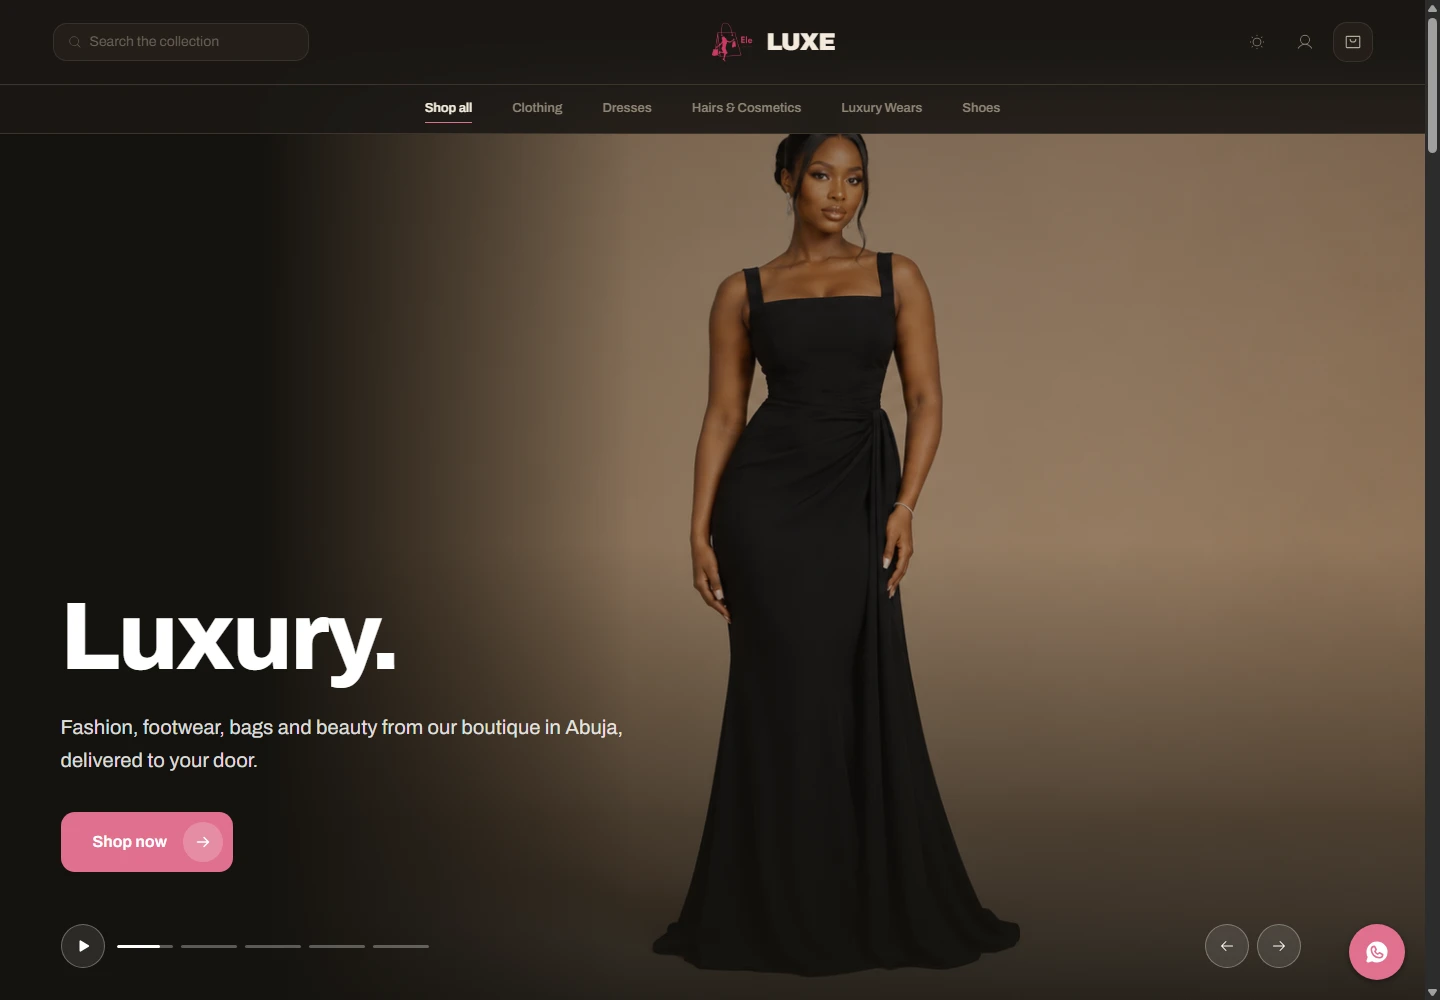 Search the collection
Ele LUXE
Shop all Clothing Dresses Hairs & Cosmetics Luxury Wears Shoes
Luxury.
Fashion, footwear, bags and beauty from our boutique in Abuja,
delivered to your door.
Shop now